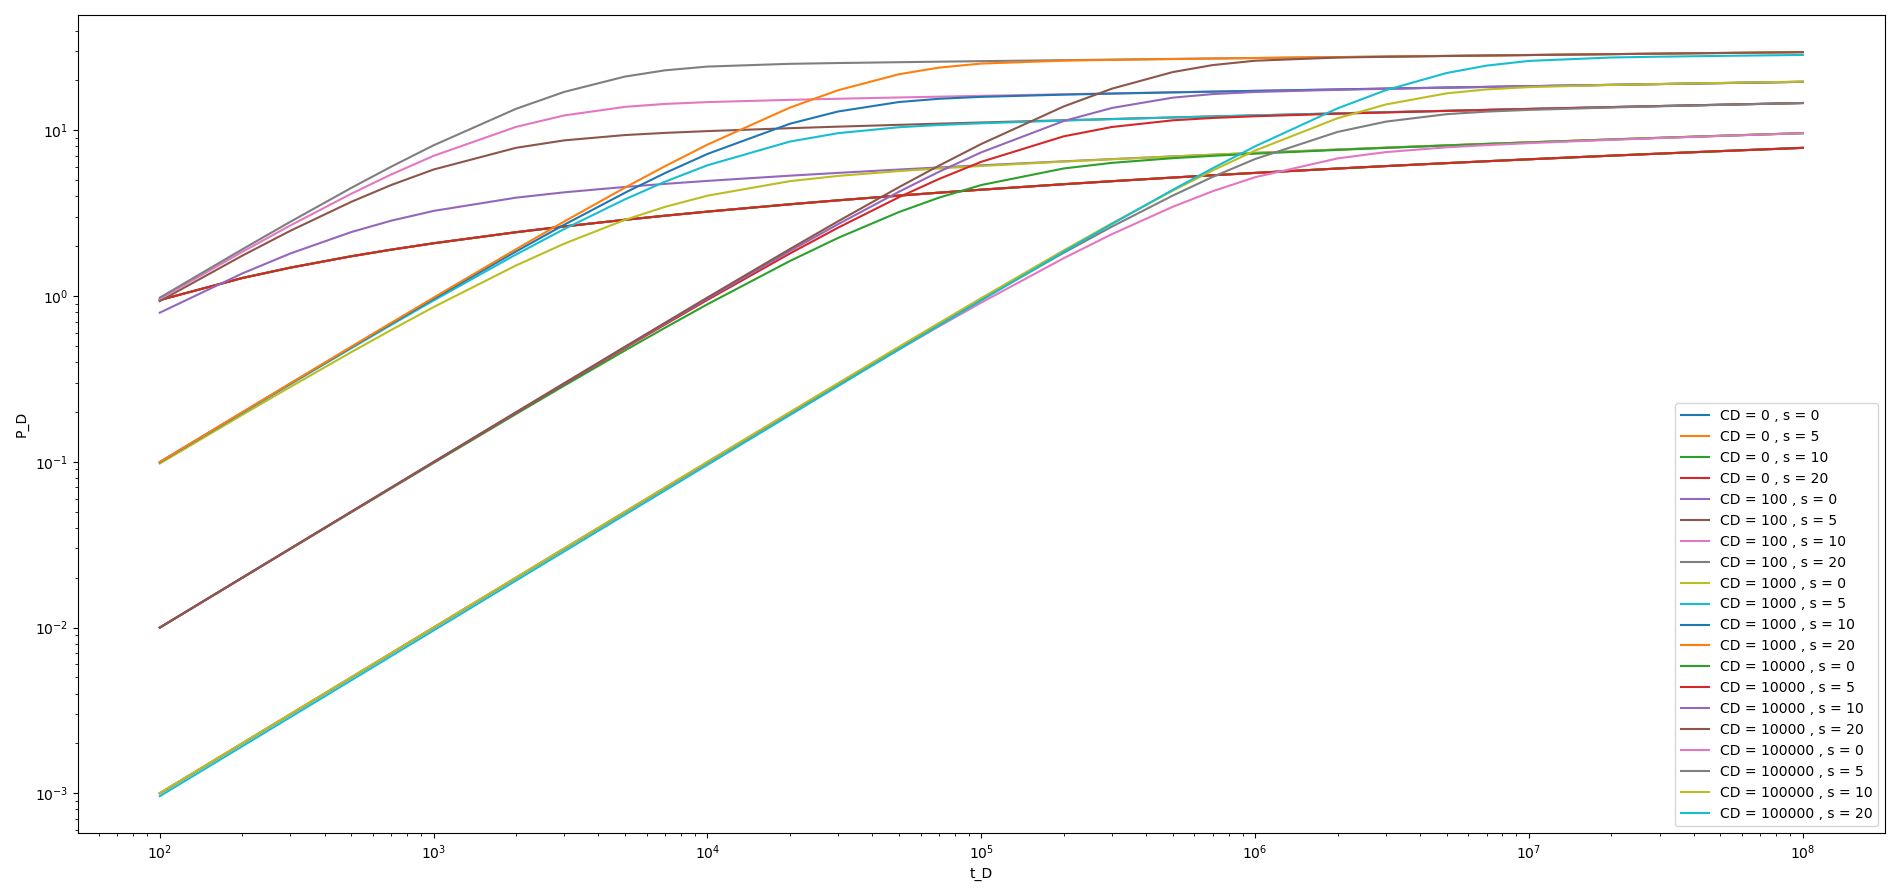 10^1
10^0
10^-1
10^-2
10^-3
P_D
10^2 10^3 10^4 10^5 10^6 10^7 10^8
t_D
CD = 0 , s = 0
CD = 0 , s = 5
CD = 0 , s = 10
CD = 0 , s = 20
CD = 100 , s = 0
CD = 100 , s = 5
CD = 100 , s = 10
CD = 100 , s = 20
CD = 1000 , s = 0
CD = 1000 , s = 5
CD = 1000 , s = 10
CD = 1000 , s = 20
CD = 10000 , s = 0
CD = 10000 , s = 5
CD = 10000 , s = 10
CD = 10000 , s = 20
CD = 100000 , s = 0
CD = 100000 , s = 5
CD = 100000 , s = 10
CD = 100000 , s = 20